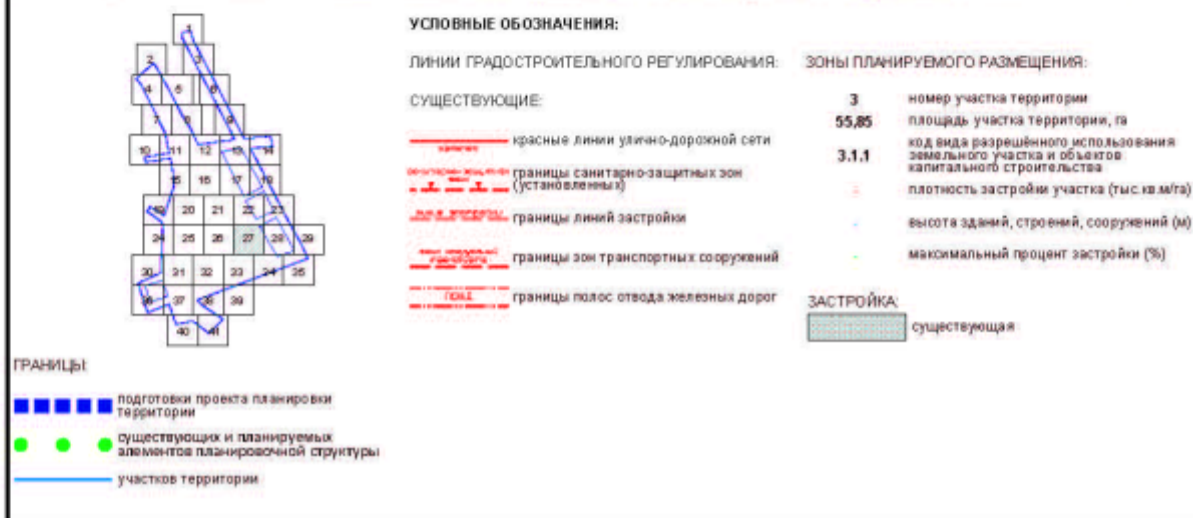 УСЛОВНЫЕ ОБОЗНАЧЕНИЯ:
ЛИНИИ ГРАДОСТРОИТЕЛЬНОГО РЕГУЛИРОВАНИЯ:
СУЩЕСТВУЮЩИЕ:
красные линии улично-дорожной сети
границы санитарно-защитных зон
(установленных)
границы линий застройки
границы зон транспортных сооружений
границы полос отвода железных дорог
ЗОНЫ ПЛАНИРУЕМОГО РАЗМЕЩЕНИЯ:
3 номер участка территории
55,85 площадь участка территории, га
3.1.1 код вида разрешённого использования
земельного участка и объектов
капитального строительства
плотность застройки участка (тыс.кв.м/га)
высота зданий, строений, сооружений (м)
максимальный процент застройки (%)
ЗАСТРОЙКА:
существующая
1
2 3
4 5 6
7 8 9
10 11 12 13 14
15 16 17 18
19 20 21 22 23
24 25 26 27 28 29
30 31 32 33 34 35
36 37 38 39
40 41
ГРАНИЦЫ:
подготовки проекта планировки
территории
существующих и планируемых
элементов планировочной структуры
участков территории